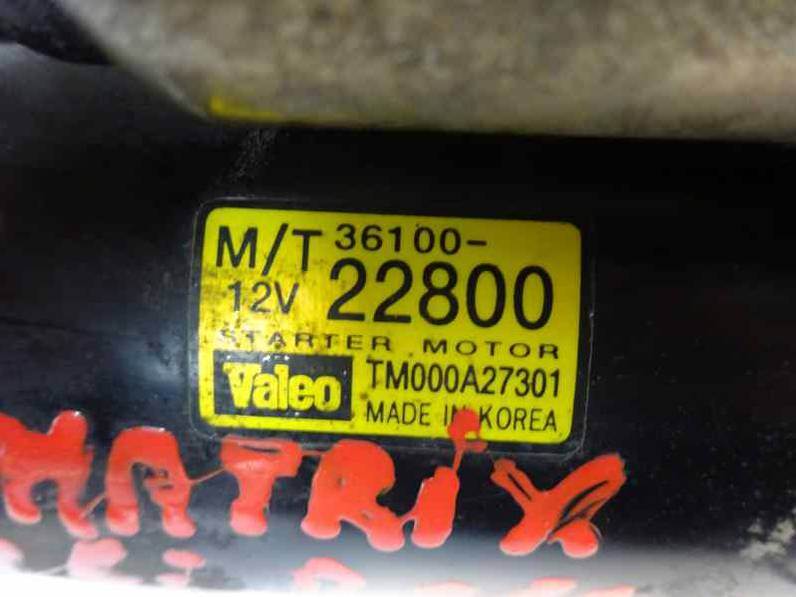 M/T 36100-
12V 22800
STARTER MOTOR
Valeo TM000A27301
MADE IN KOREA
MATRiX